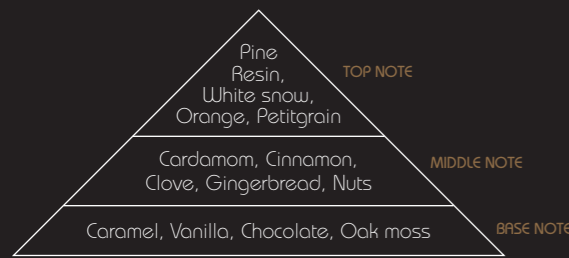 Pine
Resin,
White snow,
Orange, Petitgrain
TOP NOTE
Cardamom, Cinnamon,
Clove, Gingerbread, Nuts
MIDDLE NOTE
Caramel, Vanilla, Chocolate, Oak moss
BASE NOTE